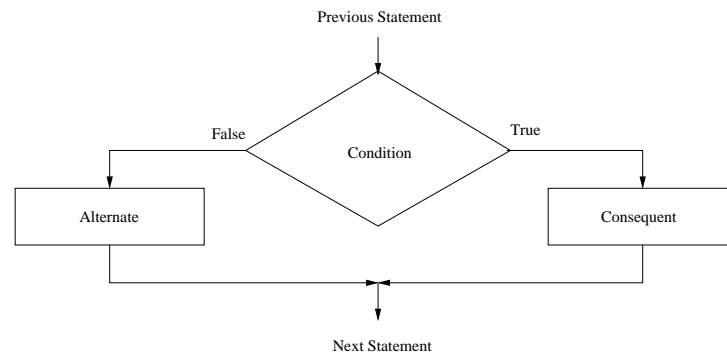 Previous Statement
False
True
Condition
Alternate
Consequent
Next Statement